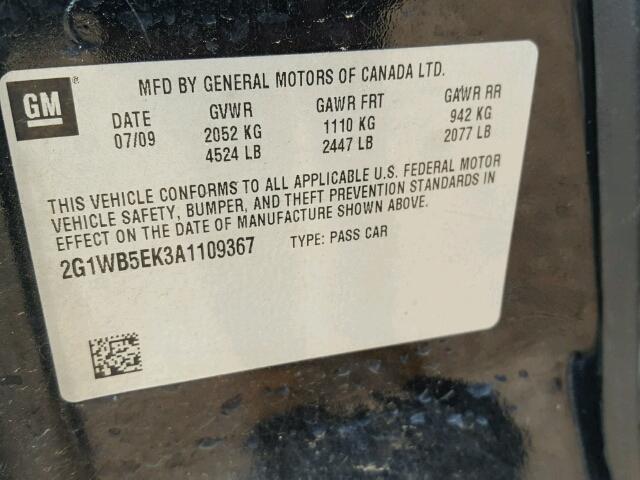 GM ®
MFD BY GENERAL MOTORS OF CANADA LTD.
DATE GVWR GAWR FRT GAWR RR
07/09 2052 KG 1110 KG 942 KG
4524 LB 2447 LB 2077 LB
THIS VEHICLE CONFORMS TO ALL APPLICABLE U.S. FEDERAL MOTOR
VEHICLE SAFETY, BUMPER, AND THEFT PREVENTION STANDARDS IN
EFFECT ON THE DATE OF MANUFACTURE SHOWN ABOVE.
2G1WB5EK3A1109367 TYPE: PASS CAR